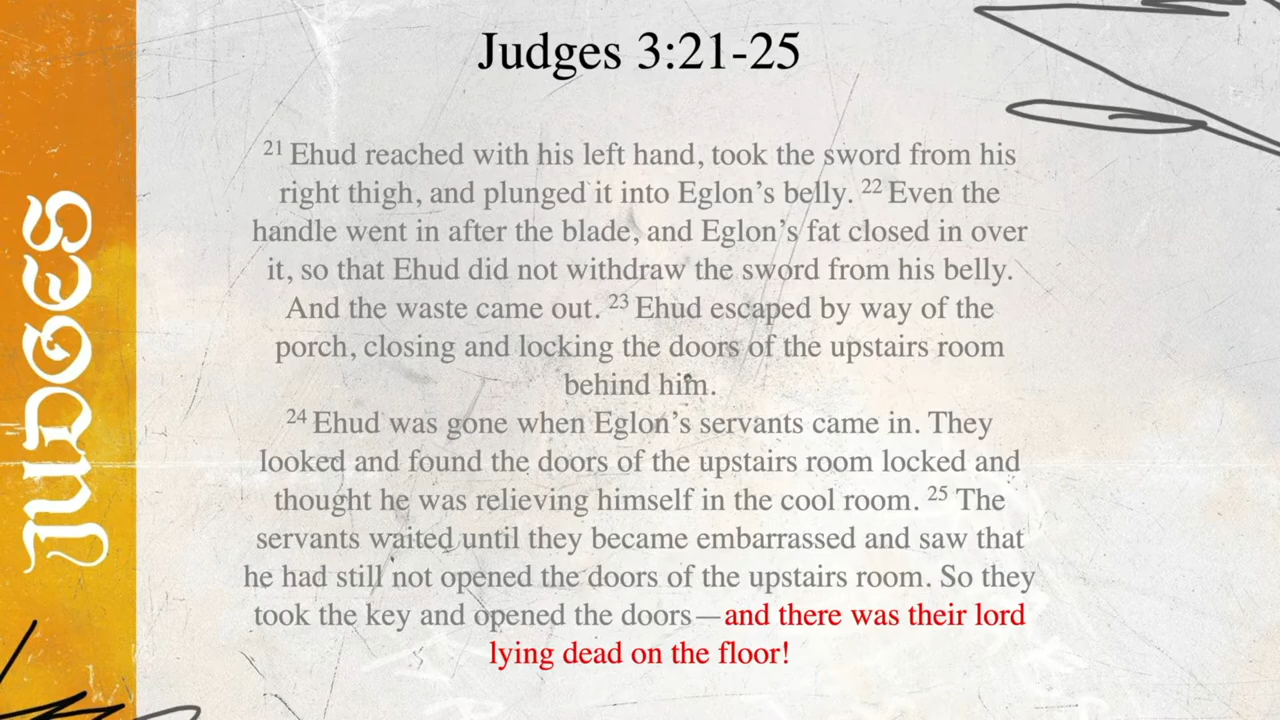 Judges 3:21-25
21 Ehud reached with his left hand, took the sword from his
right thigh, and plunged it into Eglon’s belly. 22 Even the
handle went in after the blade, and Eglon’s fat closed in over
it, so that Ehud did not withdraw the sword from his belly.
And the waste came out. 23 Ehud escaped by way of the
porch, closing and locking the doors of the upstairs room
behind him.
24 Ehud was gone when Eglon’s servants came in. They
looked and found the doors of the upstairs room locked and
thought he was relieving himself in the cool room. 25 The
servants waited until they became embarrassed and saw that
he had still not opened the doors of the upstairs room. So they
took the key and opened the doors—and there was their lord
lying dead on the floor!
JUDGES